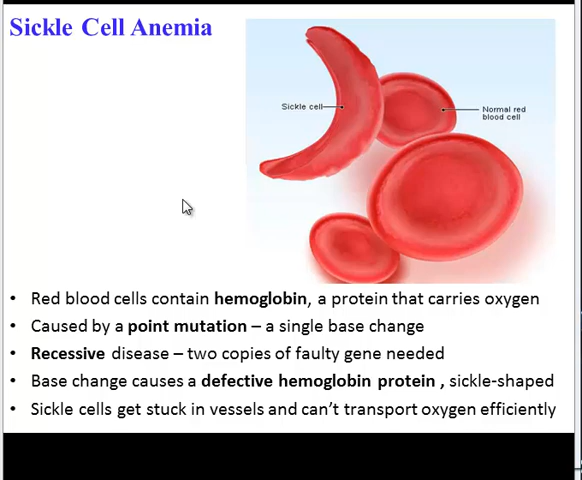 Sickle Cell Anemia
Sickle cell
Normal red
blood cell
• Red blood cells contain hemoglobin, a protein that carries oxygen
• Caused by a point mutation – a single base change
• Recessive disease – two copies of faulty gene needed
• Base change causes a defective hemoglobin protein , sickle-shaped
• Sickle cells get stuck in vessels and can’t transport oxygen efficiently